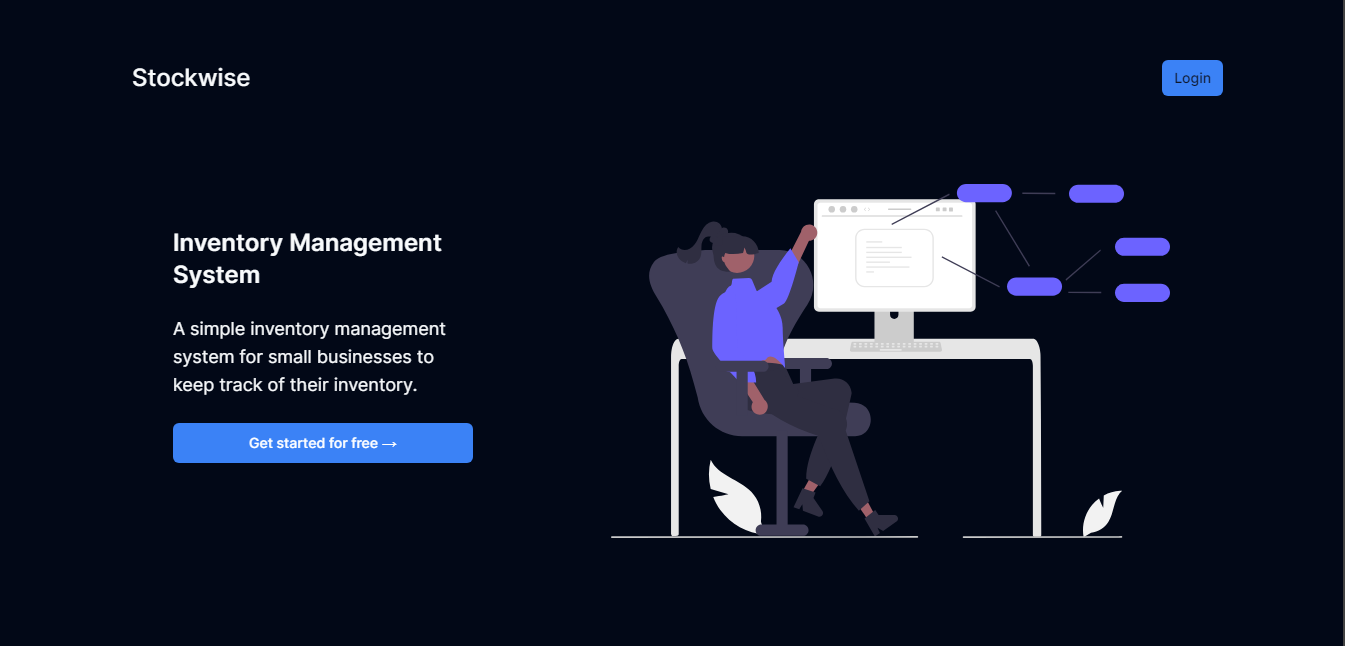 Stockwise
Login
Inventory Management
System
A simple inventory management
system for small businesses to
keep track of their inventory.
Get started for free →